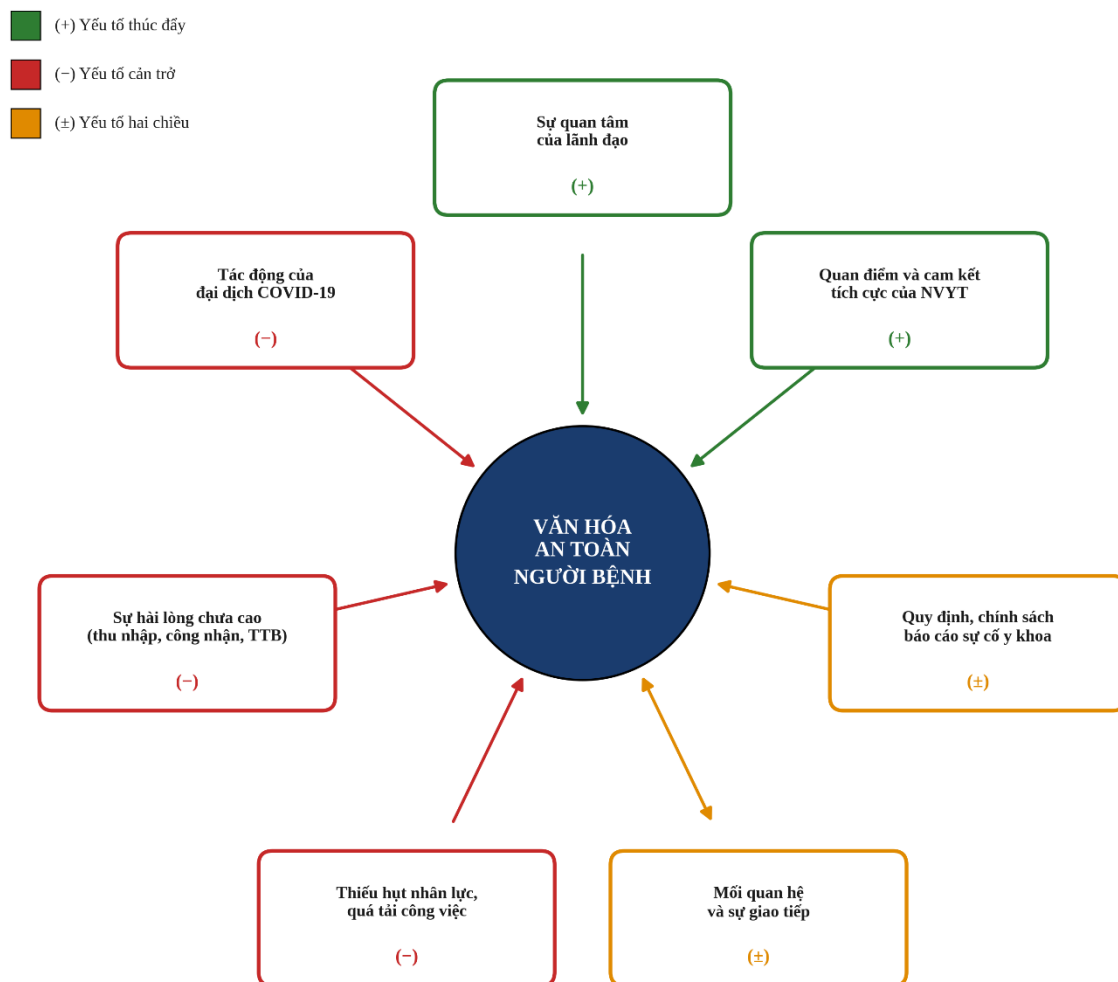 (+) Yếu tố thúc đẩy
(−) Yếu tố cản trở
(±) Yếu tố hai chiều
Sự quan tâm
của lãnh đạo
(+)
Tác động của
đại dịch COVID-19
(−)
Quan điểm và cam kết
tích cực của NVYT
(+)
VĂN HÓA
AN TOÀN
NGƯỜI BỆNH
Sự hài lòng chưa cao
(thu nhập, công nhận, TTB)
(−)
Quy định, chính sách
báo cáo sự cố y khoa
(±)
Thiếu hụt nhân lực,
quá tải công việc
(−)
Mối quan hệ
và sự giao tiếp
(±)